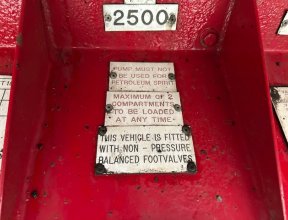 2500
PUMP MUST NOT
BE USED FOR
PETROLEUM SPIRIT
MAXIMUM OF 2
COMPARTMENTS
TO BE LOADED
AT ANY TIME-
THIS VEHICLE IS FITTED
WITH NON - PRESSURE
BALANCED FOOTVALVES